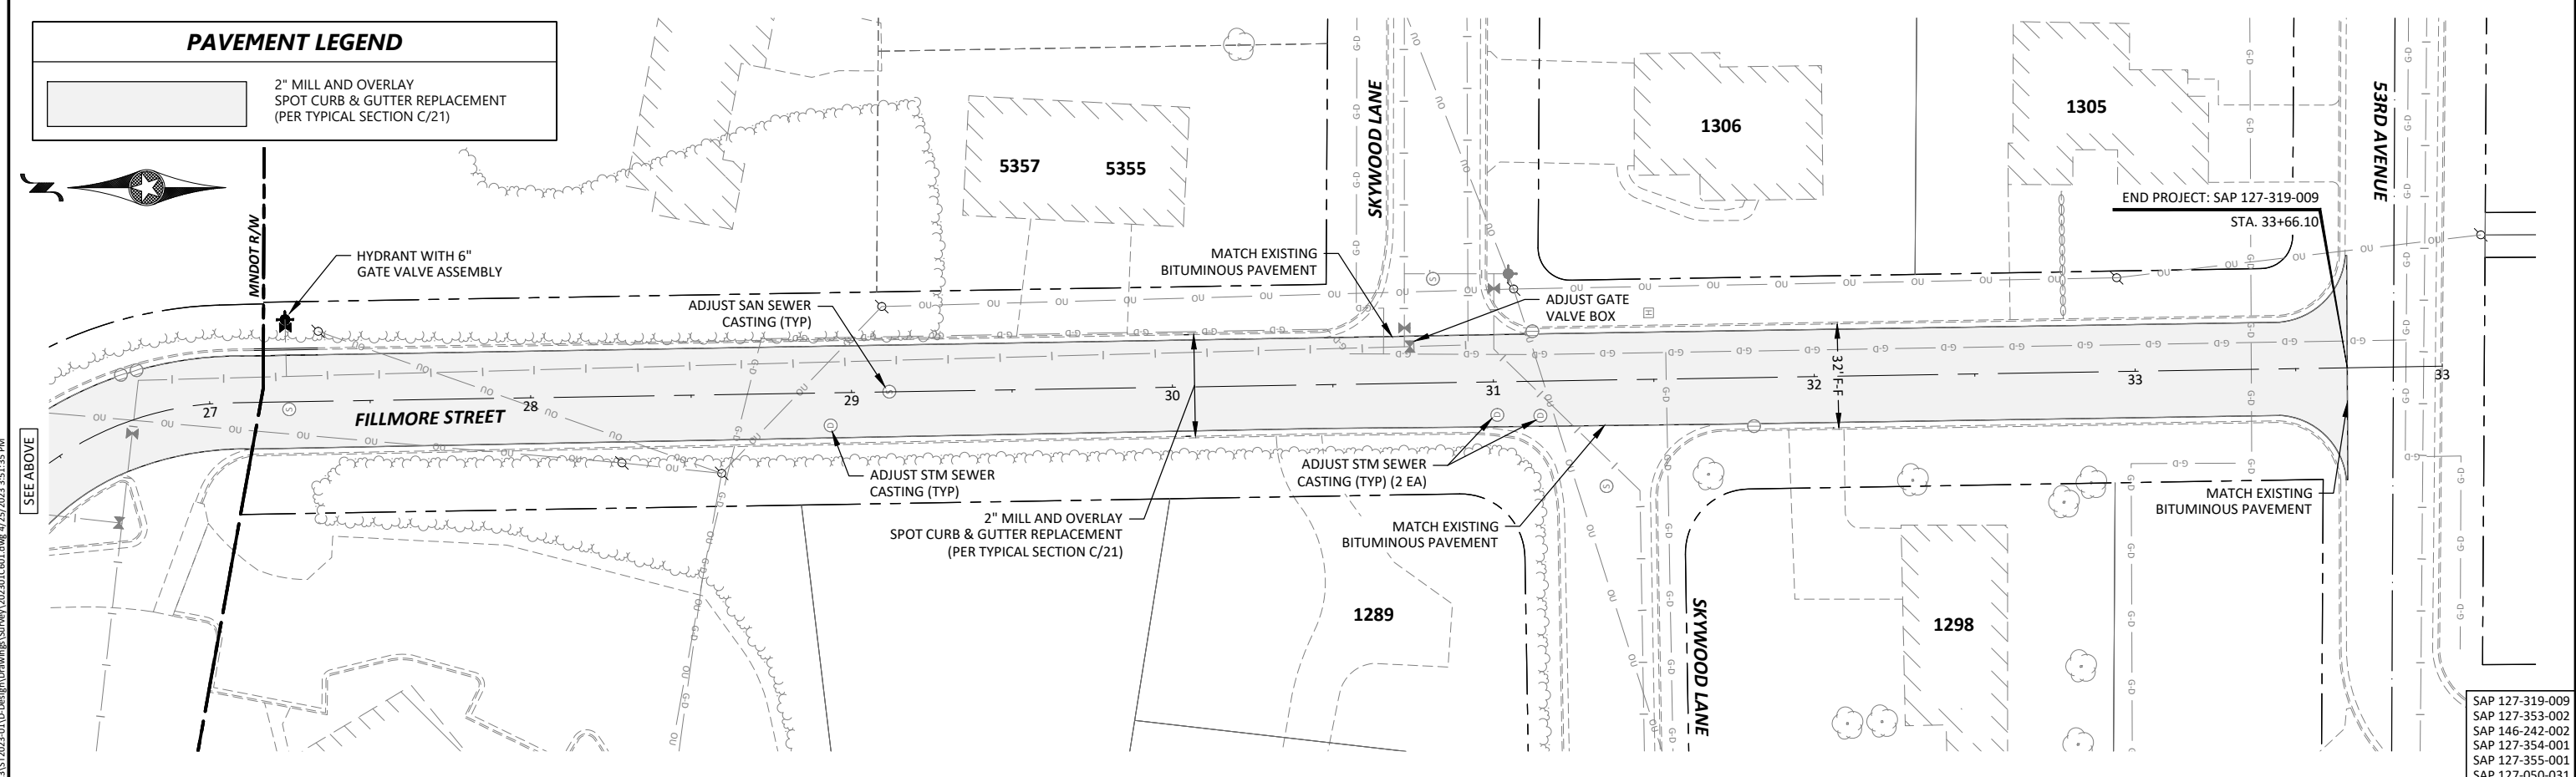 PAVEMENT LEGEND
2" MILL AND OVERLAY
SPOT CURB & GUTTER REPLACEMENT
(PER TYPICAL SECTION C/21)
N
MNDOT R/W
HYDRANT WITH 6"
GATE VALVE ASSEMBLY
ADJUST SAN SEWER
CASTING (TYP)
5357
5355
SKYWOOD LANE
MATCH EXISTING
BITUMINOUS PAVEMENT
ADJUST GATE
VALVE BOX
1306
1305
53RD AVENUE
END PROJECT: SAP 127-319-009
STA. 33+66.10
27
28
29
30
31
32
33
33
32' F-F
FILLMORE STREET
SEE ABOVE
ADJUST STM SEWER
CASTING (TYP)
2" MILL AND OVERLAY
SPOT CURB & GUTTER REPLACEMENT
(PER TYPICAL SECTION C/21)
ADJUST STM SEWER
CASTING (TYP) (2 EA)
MATCH EXISTING
BITUMINOUS PAVEMENT
MATCH EXISTING
BITUMINOUS PAVEMENT
1289
SKYWOOD LANE
1298
SAP 127-319-009
SAP 127-353-002
SAP 146-242-002
SAP 127-354-001
SAP 127-355-001
SAP 127-050-031